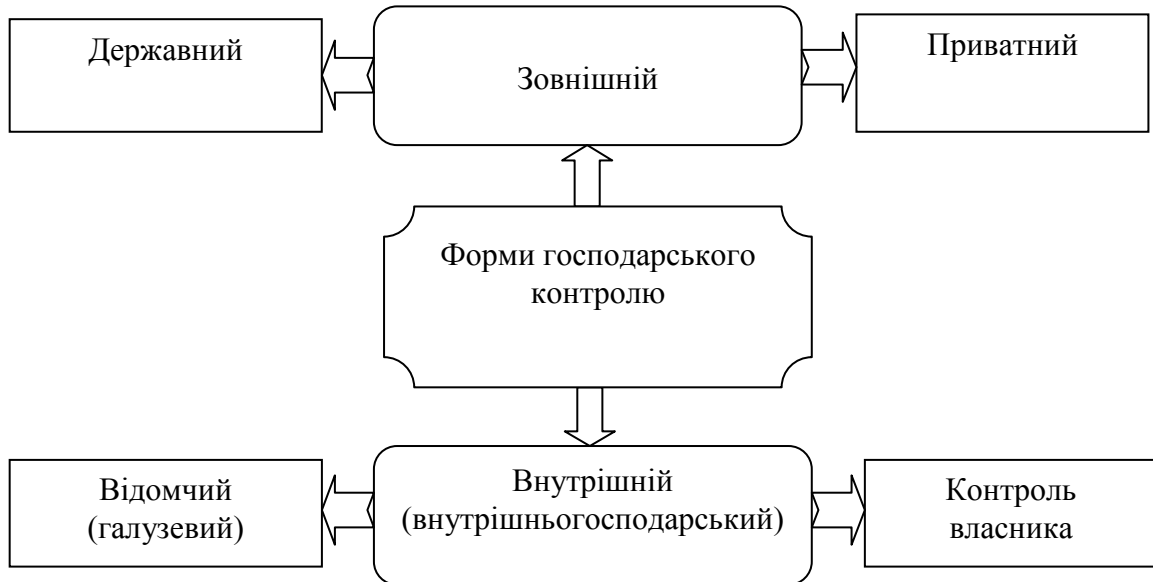 Державний
Зовнішній
Приватний
Форми господарського
контролю
Відомчий
(галузевий)
Внутрішній
(внутрішньогосподарський)
Контроль
власника